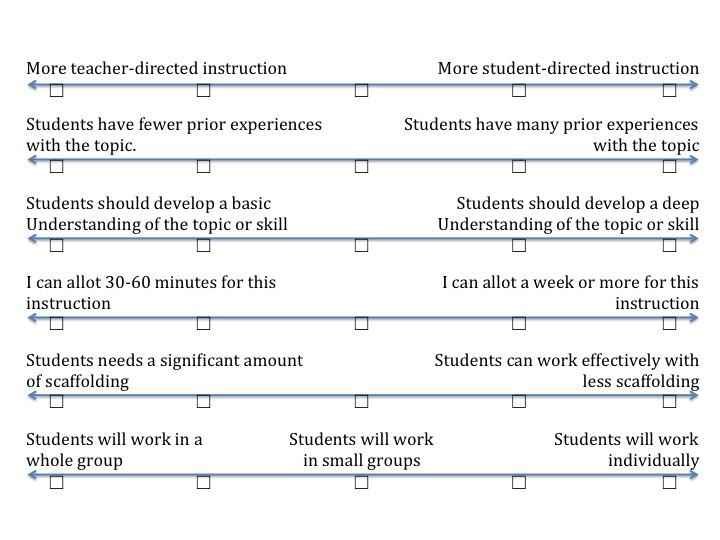 More teacher-directed instruction
More student-directed instruction
Students have fewer prior experiences
with the topic.
Students have many prior experiences
with the topic
Students should develop a basic
Understanding of the topic or skill
Students should develop a deep
Understanding of the topic or skill
I can allot 30-60 minutes for this
instruction
I can allot a week or more for this
instruction
Students needs a significant amount
of scaffolding
Students can work effectively with
less scaffolding
Students will work in a
whole group
Students will work
in small groups
Students will work
individually